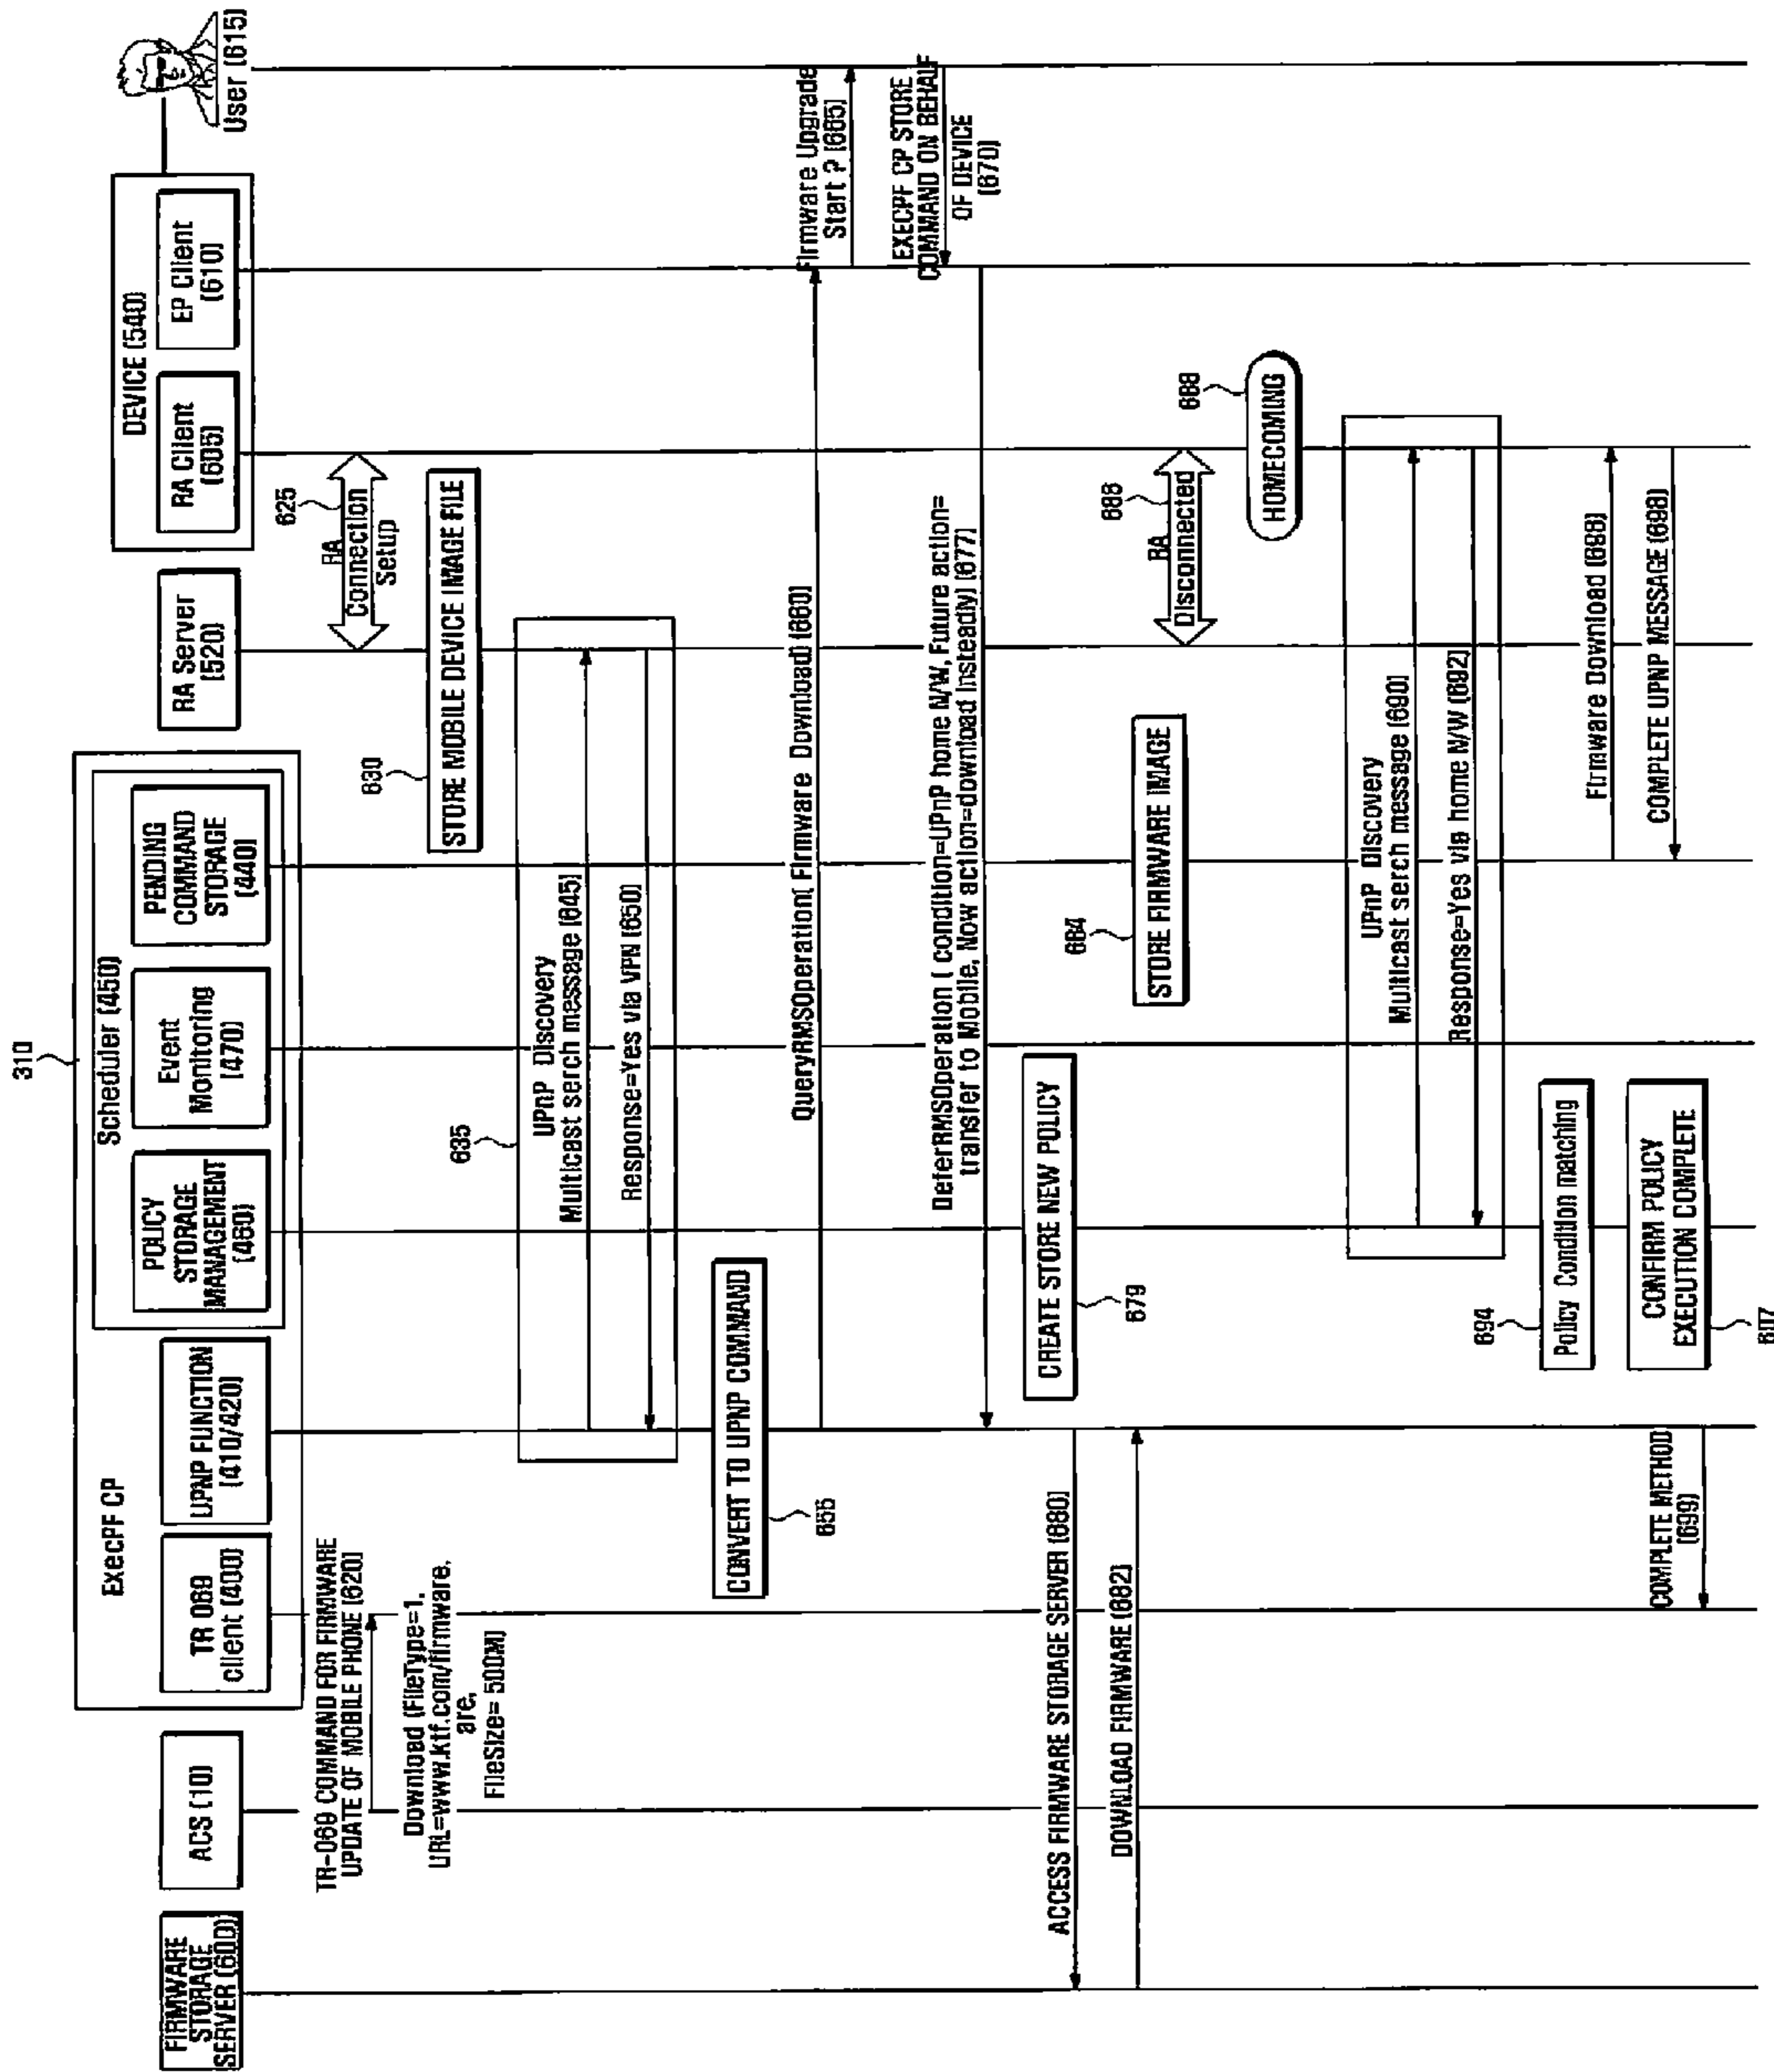 310
ExecPF CP
Scheduler (450)
DEVICE (540)
FIRMWARE
STORAGE
SERVER (600)
ACS (10)
TR 069
client (400)
UPNP FUNCTION
(410/420)
POLICY
STORAGE
MANAGEMENT
(460)
Event
Monitoring
(470)
PENDING
COMMAND
STORAGE
(440)
RA Server
(520)
RA Client
(605)
EP Client
(610)
User (615)
TR-069 COMMAND FOR FIRMWARE
UPDATE OF MOBILE PHONE (620)
Download (FileType=1,
URL=www.ktf.com/firmware,
are,
FileSize= 500M)
625
RA
Connection
Setup
630
STORE MOBILE DEVICE IMAGE FILE
635
UPnP Discovery
Multicast serch message (645)
Response=Yes via VPN (650)
CONVERT TO UPNP COMMAND
655
QueryRMSOperation( Firmware Download) (660)
Firmware Upgrade
Start ? (665)
EXECPF CP STORE
COMMAND ON BEHALF
OF DEVICE
(670)
DeferRMSOperation ( condition=UPnP home N/W, Future action=
transfer to Mobile, Now action=download insteadly) (677)
CREATE STORE NEW POLICY
679
ACCESS FIRMWARE STORAGE SERVER (680)
DOWNLOAD FIRMWARE (682)
STORE FIRMWARE IMAGE
684
688
RA
Disconnected
688
HOMECOMING
UPnP Discovery
Multicast serch message (690)
Response=Yes via home N/W (692)
694
Policy Condition matching
Firmware Download (698)
CONFIRM POLICY
EXECUTION COMPLETE
697
COMPLETE UPNP MESSAGE (698)
COMPLETE METHOD
(699)